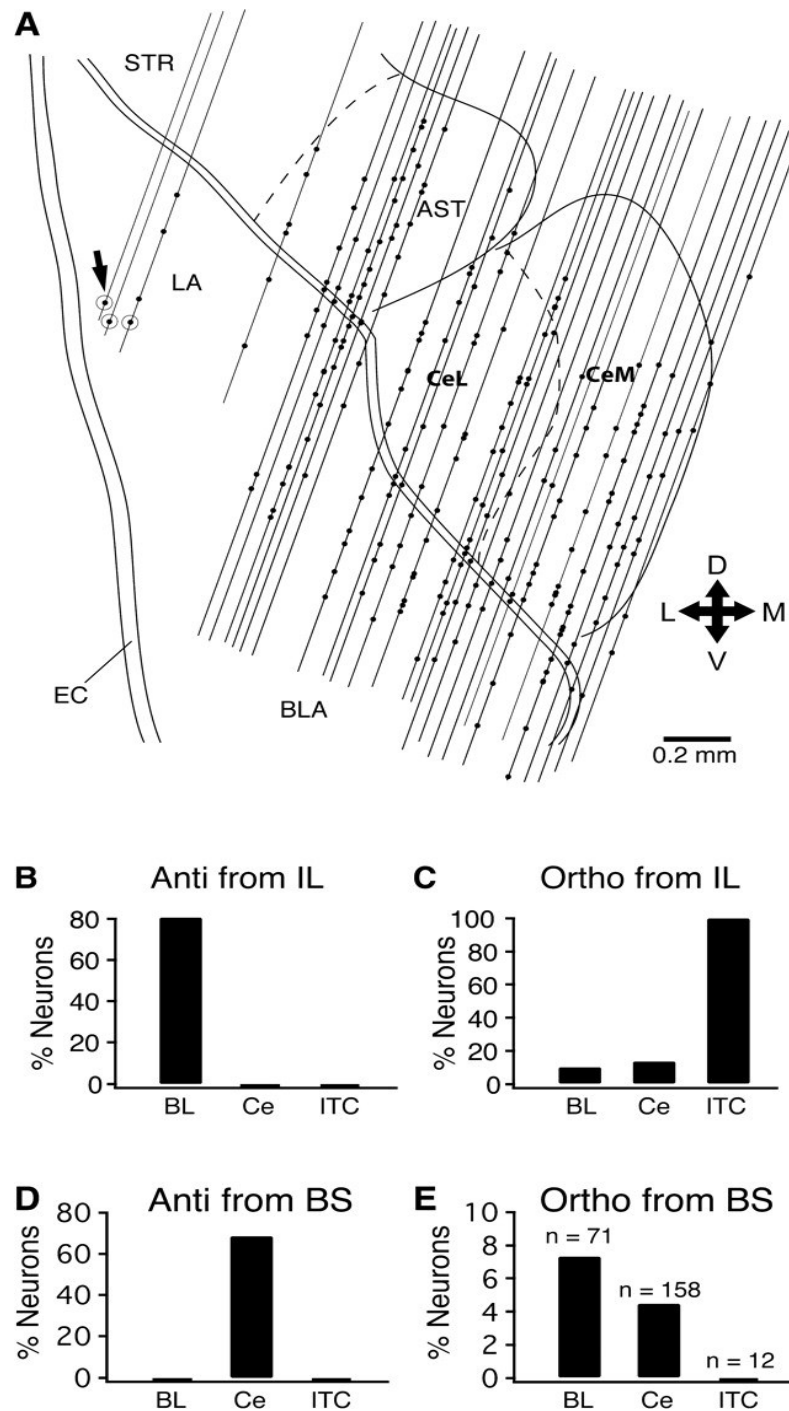 A
STR
AST
LA
CeL
CeM
D
L M
V
EC
BLA
0.2 mm
B Anti from IL
% Neurons
80
60
40
20
0
BL Ce ITC
C Ortho from IL
% Neurons
100
80
60
40
20
0
BL Ce ITC
D Anti from BS
% Neurons
80
60
40
20
0
BL Ce ITC
E Ortho from BS
% Neurons
10
8
6
4
2
0
n = 71
n = 158
n = 12
BL Ce ITC